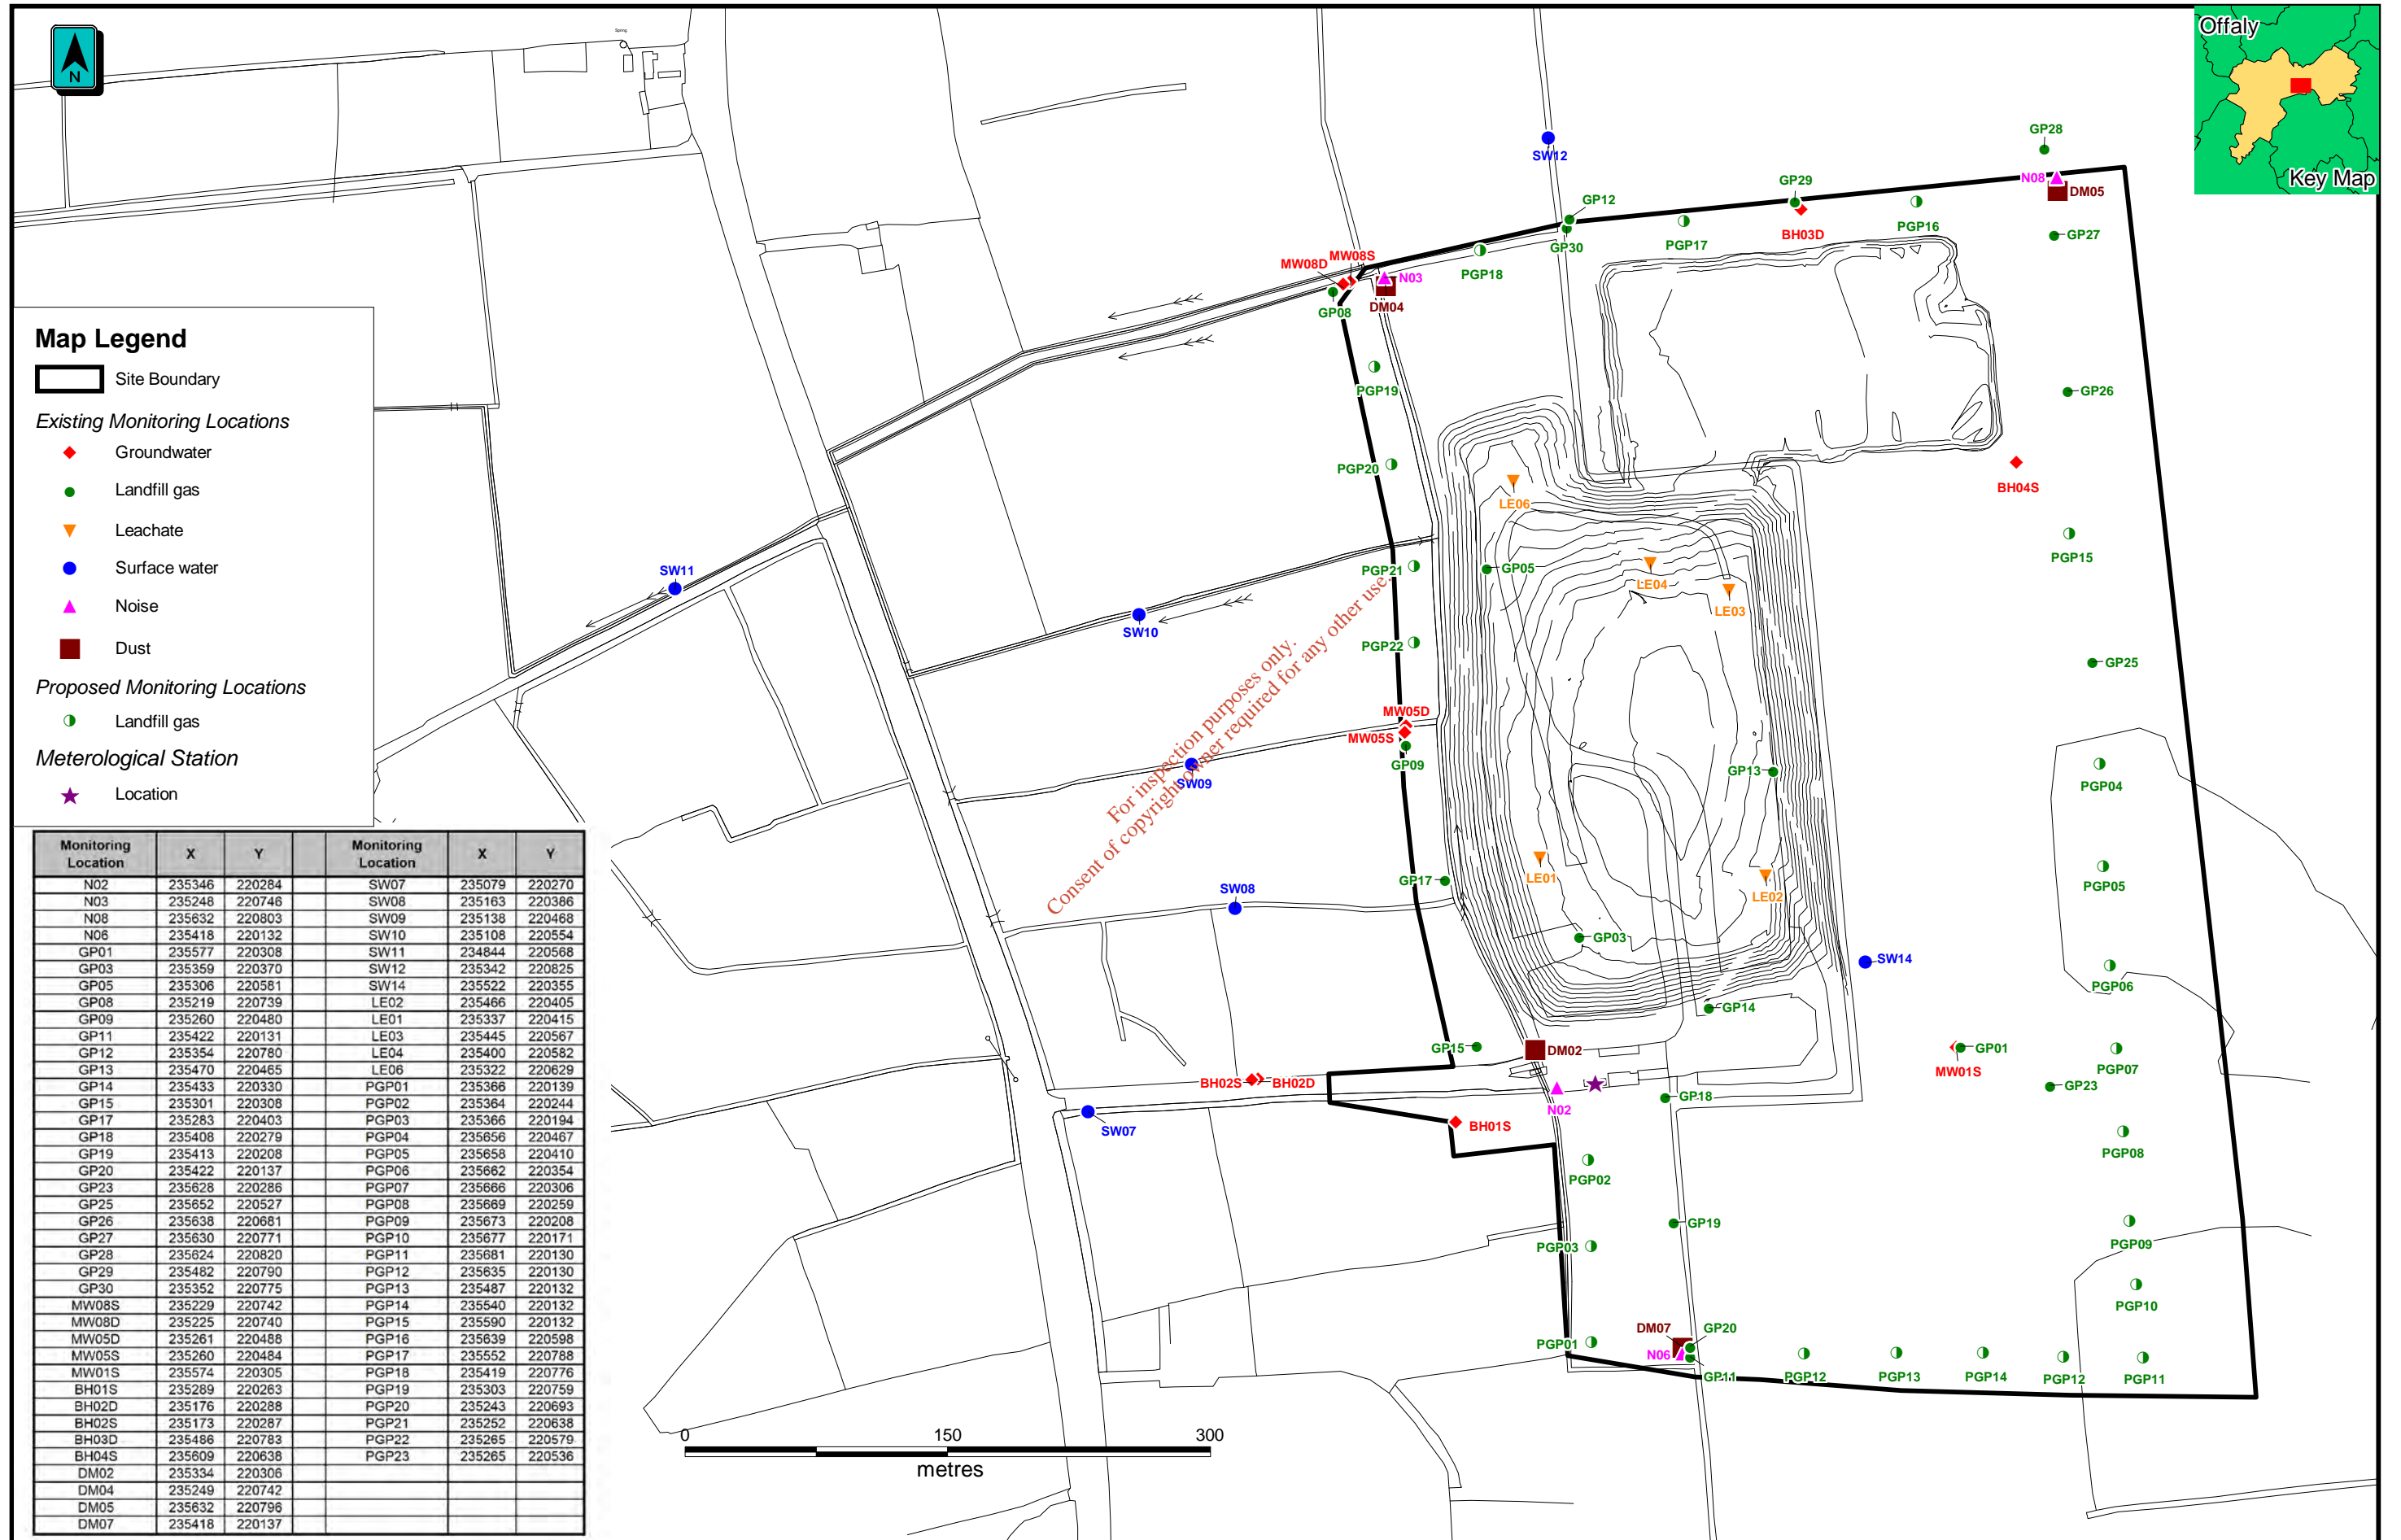 Spring
Offaly
Key Map
N
Map Legend
Site Boundary
Existing Monitoring Locations
Groundwater
Landfill gas
Leachate
Surface water
Noise
Dust
Proposed Monitoring Locations
Landfill gas
Meterological Station
Location
SW12
GP28
N08
DM05
GP29
GP12
GP30
PGP17
BH03D
PGP16
GP27
MW08D
MW08S
N03
DM04
GP08
PGP18
PGP19
GP26
PGP20
LE06
BH04S
PGP15
SW11
SW10
PGP21
GP05
LE04
LE03
PGP22
GP25
MW05D
MW05S
GP09
SW09
GP13
PGP04
For inspection purposes only.
Consent of copyright owner required for any other use.
SW08
GP17
LE01
LE02
PGP05
GP03
SW14
PGP06
GP14
GP15
DM02
GP01
MW01S
PGP07
BH02S
BH02D
N02
GP18
GP23
SW07
BH01S
PGP08
PGP02
GP19
PGP03
PGP09
PGP10
DM07
GP20
PGP01
N06
GP11
PGP12
PGP13
PGP14
PGP12
PGP11
0 150 300
metres
Monitoring Location X Y Monitoring Location X Y
N02 235346 220284 SW07 235079 220270
N03 235248 220746 SW08 235163 220386
N08 235632 220803 SW09 235138 220468
N06 235418 220132 SW10 235108 220554
GP01 235577 220308 SW11 234844 220568
GP03 235359 220370 SW12 235342 220825
GP05 235306 220581 SW14 235522 220355
GP08 235219 220739 LE02 235466 220405
GP09 235260 220480 LE01 235337 220415
GP11 235422 220131 LE03 235445 220567
GP12 235354 220780 LE04 235400 220582
GP13 235470 220465 LE06 235322 220629
GP14 235433 220330 PGP01 235366 220139
GP15 235301 220308 PGP02 235364 220244
GP17 235283 220403 PGP03 235366 220194
GP18 235408 220279 PGP04 235656 220467
GP19 235413 220208 PGP05 235658 220410
GP20 235422 220137 PGP06 235662 220354
GP23 235628 220286 PGP07 235666 220306
GP25 235652 220527 PGP08 235669 220259
GP26 235638 220681 PGP09 235673 220208
GP27 235630 220771 PGP10 235677 220171
GP28 235624 220820 PGP11 235681 220130
GP29 235482 220790 PGP12 235635 220130
GP30 235352 220775 PGP13 235487 220132
MW08S 235229 220742 PGP14 235540 220132
MW08D 235225 220740 PGP15 235590 220132
MW05D 235261 220488 PGP16 235639 220598
MW05S 235260 220484 PGP17 235552 220788
MW01S 235574 220305 PGP18 235419 220776
BH01S 235289 220263 PGP19 235303 220759
BH02D 235176 220288 PGP20 235243 220693
BH02S 235173 220287 PGP21 235252 220638
BH03D 235486 220783 PGP22 235265 220579
BH04S 235609 220638 PGP23 235265 220536
DM02 235334 220306
DM04 235249 220742
DM05 235632 220796
DM07 235418 220137